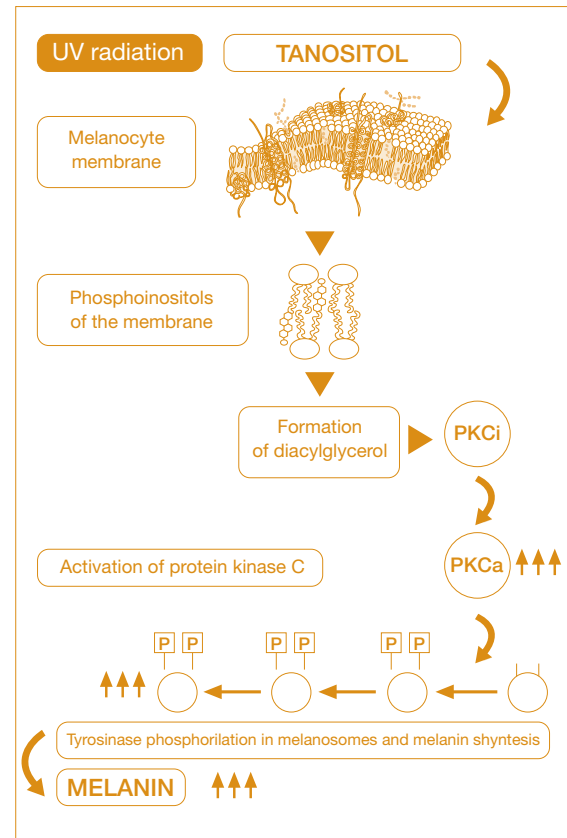 UV radiation
TANOSITOL
Melanocyte
membrane
Phosphoinositols
of the membrane
Formation
of diacylglycerol
PKCi
Activation of protein kinase C
PKCa
P P P P P P
Tyrosinase phosphorilation in melanosomes and melanin shyntesis
MELANIN